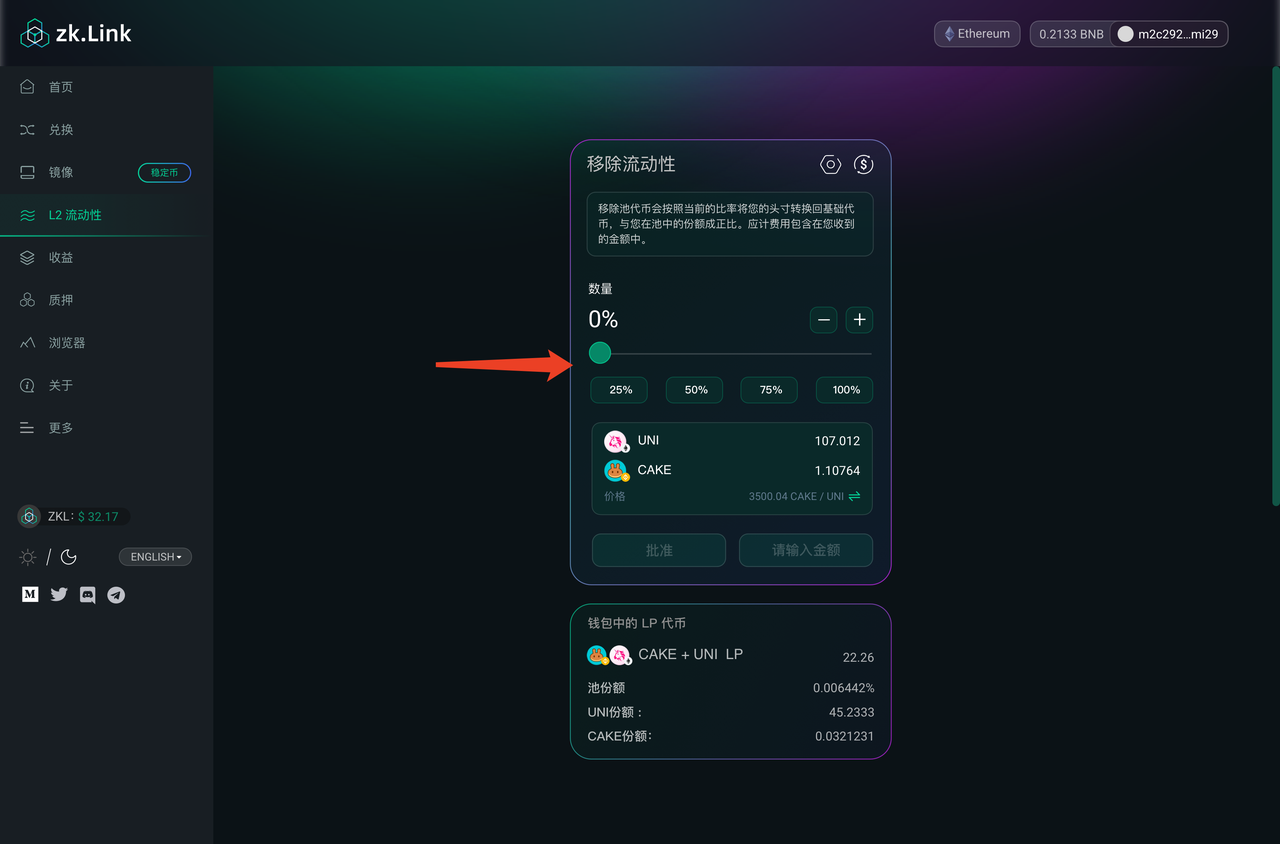 zk.Link
Ethereum
0.2133 BNB
m2c292...mi29
首页
兑换
镜像
稳定币
L2 流动性
收益
质押
浏览器
关于
更多
ZKL: $ 32.17
ENGLISH
M
移除流动性
移除池代币会按照当前的比率将您的头寸转换回基础代
币，与您在池中的份额成正比。应计费用包含在您收到
的金额中。
数量
0%
25%
50%
75%
100%
UNI 107.012
CAKE 1.10764
价格 3500.04 CAKE / UNI
批准
请输入金额
钱包中的 LP 代币
CAKE + UNI LP 22.26
池份额 0.006442%
UNI份额： 45.2333
CAKE份额： 0.0321231